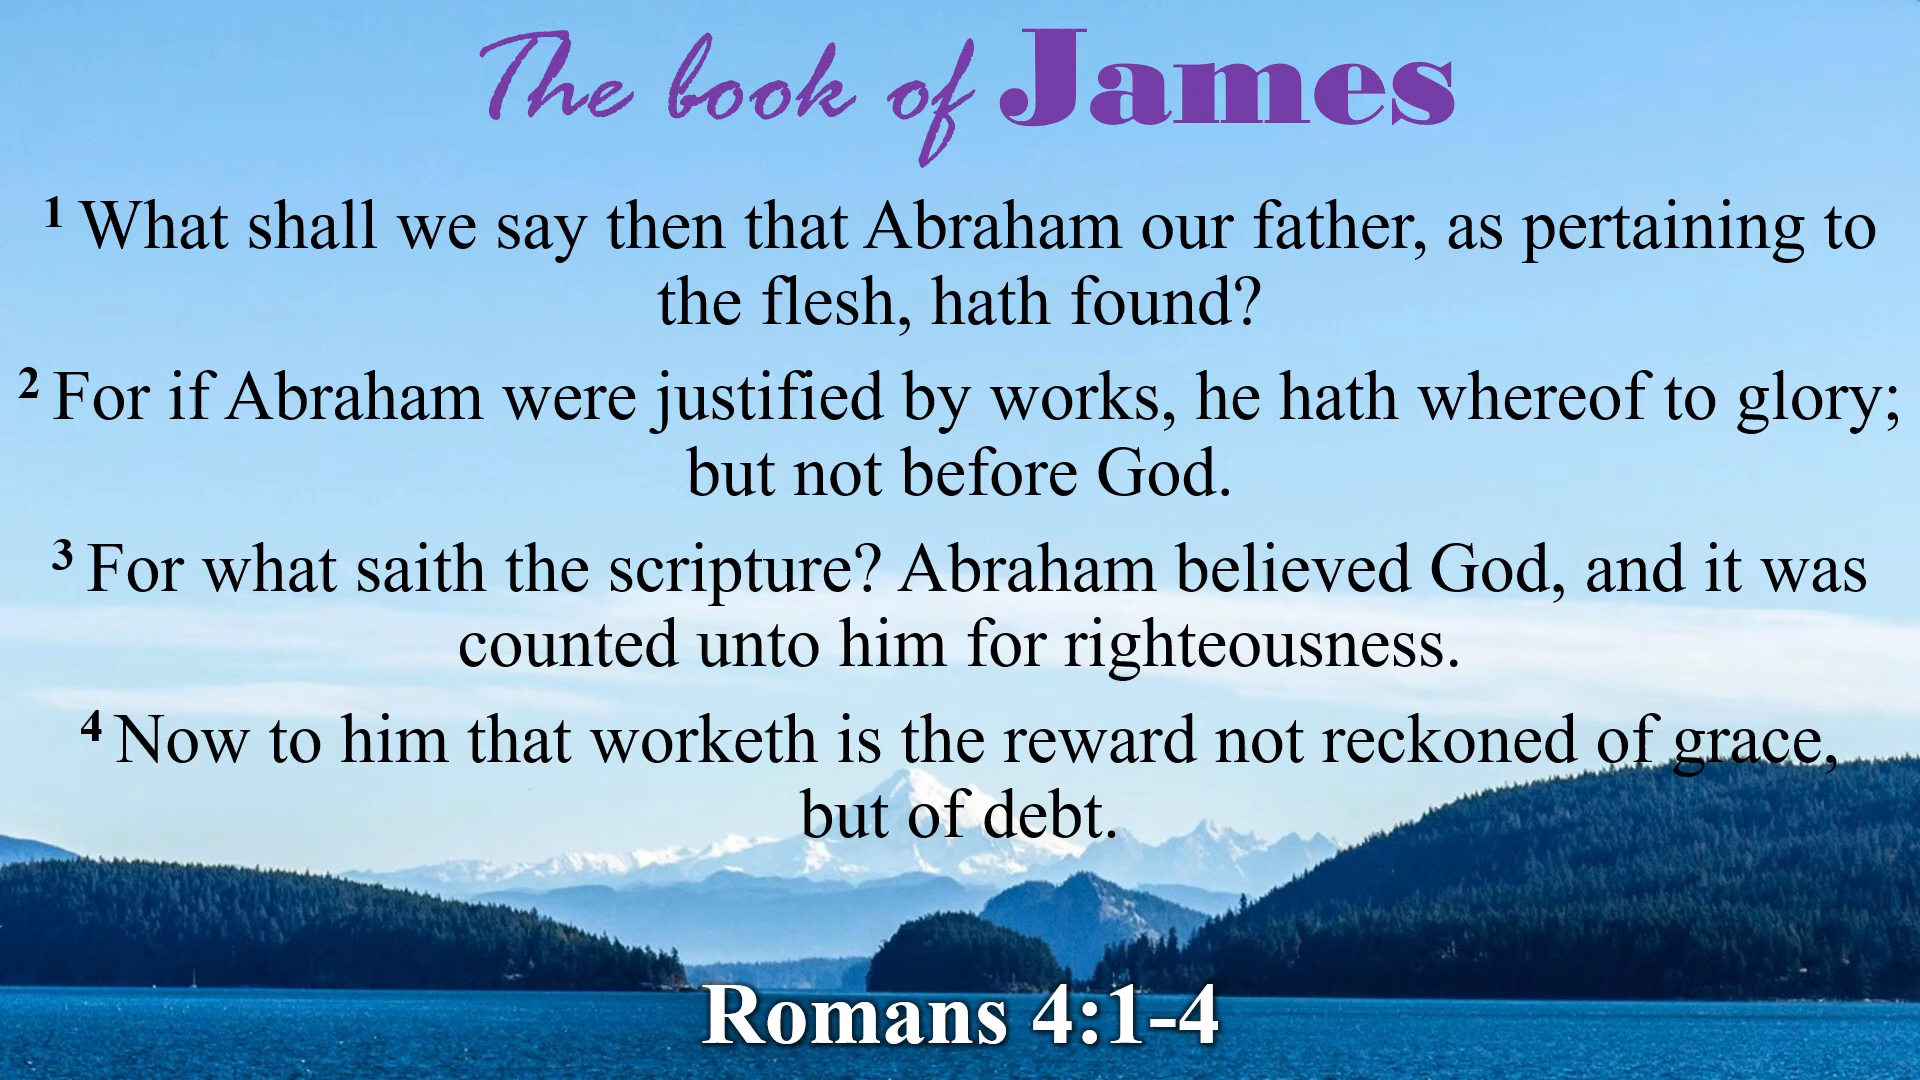 The book of James
1 What shall we say then that Abraham our father, as pertaining to
the flesh, hath found?
2 For if Abraham were justified by works, he hath whereof to glory;
but not before God.
3 For what saith the scripture? Abraham believed God, and it was
counted unto him for righteousness.
4 Now to him that worketh is the reward not reckoned of grace,
but of debt.
Romans 4:1-4